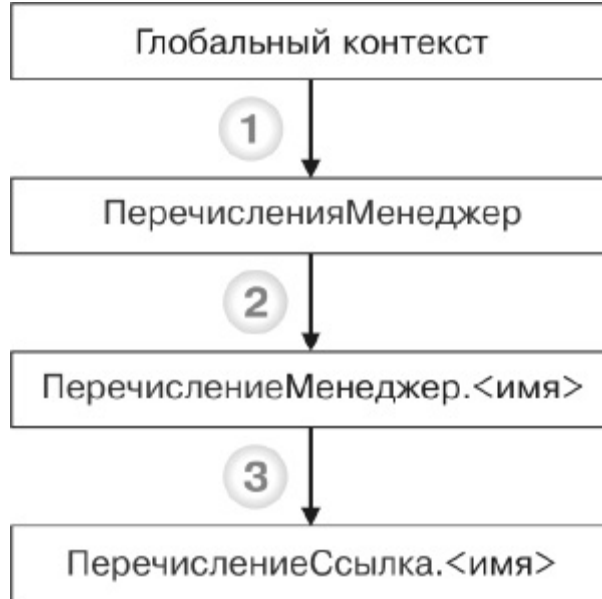 Глобальный контекст
1
ПеречисленияМенеджер
2
ПеречислениеМенеджер.<имя>
3
ПеречислениеСсылка.<имя>